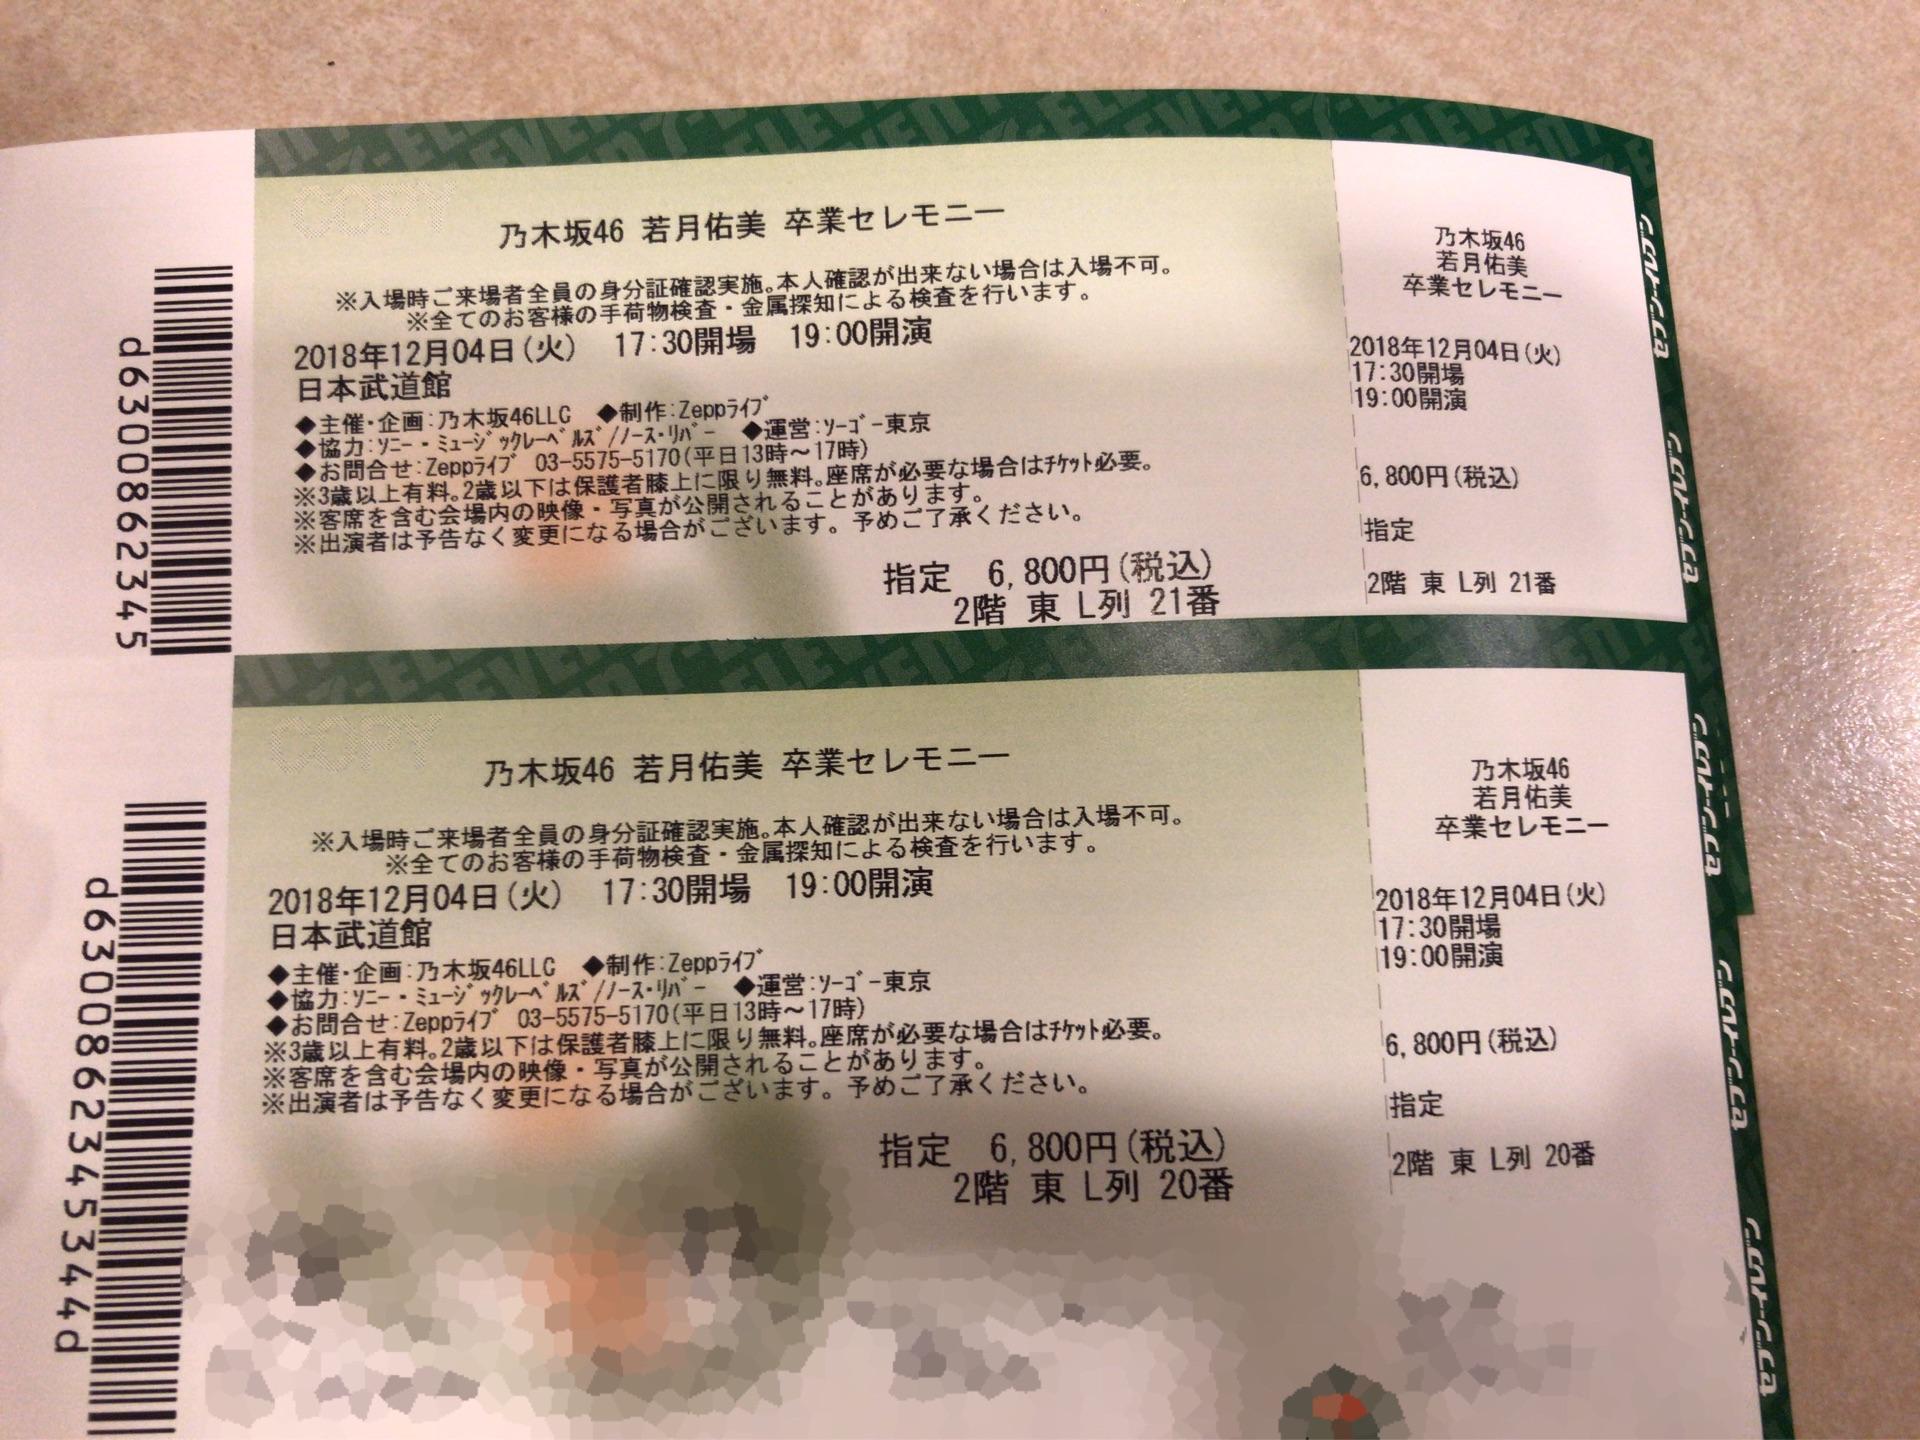 COPY
乃木坂46 若月佑美 卒業セレモニー
※入場時ご来場者全員の身分証確認実施。本人確認が出来ない場合は入場不可。
※全てのお客様の手荷物検査・金属探知による検査を行います。
2018年12月04日(火) 17:30開場 19:00開演
日本武道館
◆主催・企画:乃木坂46LLC ◆制作:Zeppﾗｲﾌﾞ
◆協力:ｿﾆｰ・ﾐｭｰｼﾞｯｸﾚｰﾍﾞﾙｽﾞ/ﾉｰｽ・ﾘﾊﾞｰ ◆運営:ｿｰｺﾞｰ東京
◆お問合せ:Zeppﾗｲﾌﾞ 03-5575-5170(平日13時～17時)
※3歳以上有料。2歳以下は保護者膝上に限り無料。座席が必要な場合はﾁｹｯﾄ必要。
※客席を含む会場内の映像・写真が公開されることがあります。
※出演者は予告なく変更になる場合がございます。予めご了承ください。
指定 6,800円(税込)
2階 東 L列 21番
乃木坂46
若月佑美
卒業セレモニー
2018年12月04日(火)
17:30開場
19:00開演
6,800円(税込)
指定
2階 東 L列 21番
d6300862345
セブン-イレブン
セブン-イレブン
COPY
乃木坂46 若月佑美 卒業セレモニー
※入場時ご来場者全員の身分証確認実施。本人確認が出来ない場合は入場不可。
※全てのお客様の手荷物検査・金属探知による検査を行います。
2018年12月04日(火) 17:30開場 19:00開演
日本武道館
◆主催・企画:乃木坂46LLC ◆制作:Zeppﾗｲﾌﾞ
◆協力:ｿﾆｰ・ﾐｭｰｼﾞｯｸﾚｰﾍﾞﾙｽﾞ/ﾉｰｽ・ﾘﾊﾞｰ ◆運営:ｿｰｺﾞｰ東京
◆お問合せ:Zeppﾗｲﾌﾞ 03-5575-5170(平日13時～17時)
※3歳以上有料。2歳以下は保護者膝上に限り無料。座席が必要な場合はﾁｹｯﾄ必要。
※客席を含む会場内の映像・写真が公開されることがあります。
※出演者は予告なく変更になる場合がございます。予めご了承ください。
指定 6,800円(税込)
2階 東 L列 20番
乃木坂46
若月佑美
卒業セレモニー
2018年12月04日(火)
17:30開場
19:00開演
6,800円(税込)
指定
2階 東 L列 20番
d6300862345344d
セブン-イレブン
セブン-イレブン
セブン-イレブン